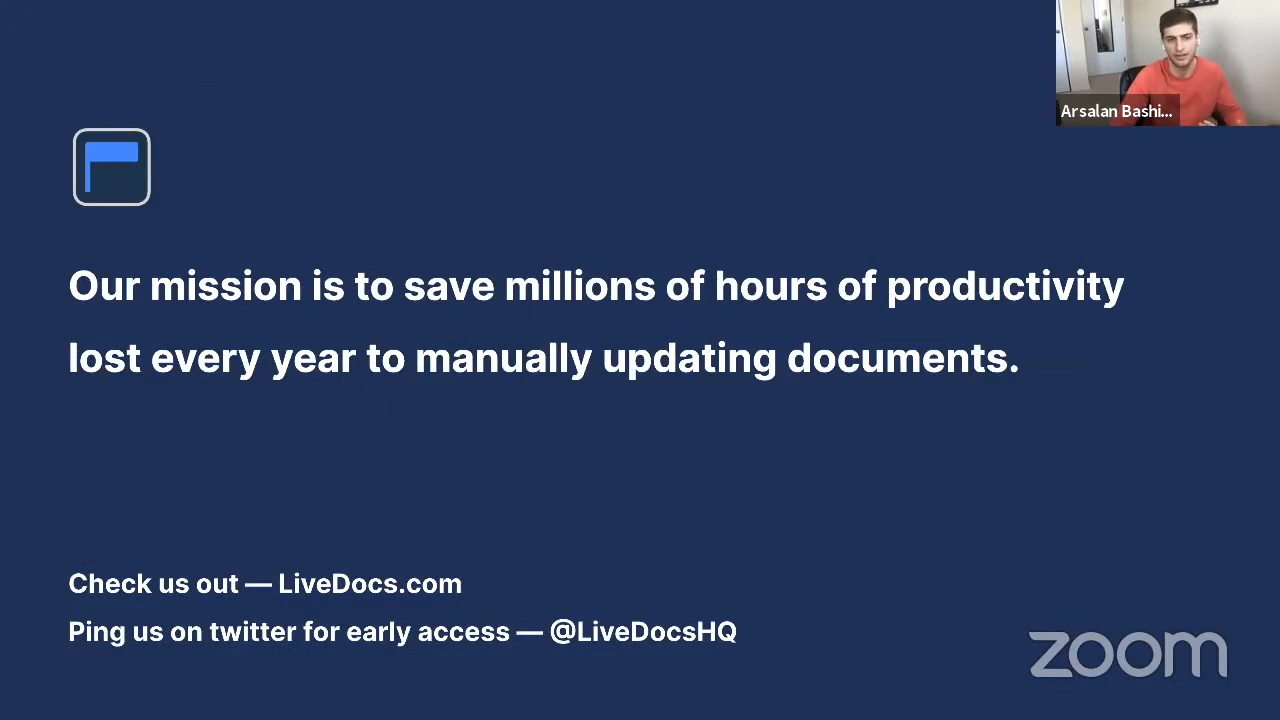 Arsalan Bashi...
Our mission is to save millions of hours of productivity
lost every year to manually updating documents.
Check us out — LiveDocs.com
Ping us on twitter for early access — @LiveDocsHQ
zoom